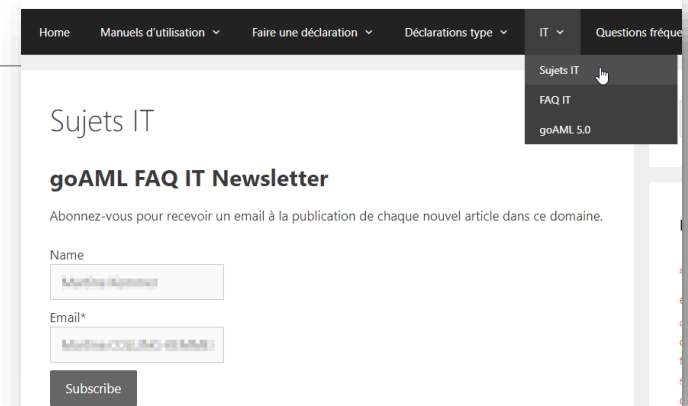 Home Manuels d'utilisation Faire une déclaration Déclarations type IT Questions fréque
Sujets IT
FAQ IT
goAML 5.0
Sujets IT
goAML FAQ IT Newsletter
Abonnez-vous pour recevoir un email à la publication de chaque nouvel article dans ce domaine.
Name
Email*
Subscribe